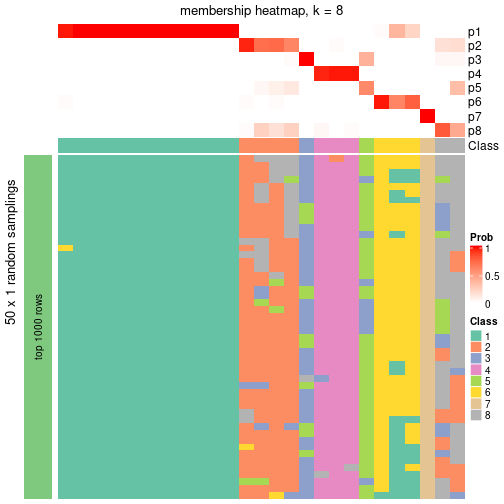 membership heatmap, k = 8
p1
p2
p3
p4
p5
p6
p7
p8
Class
50 x 1 random samplings
top 1000 rows
Prob
1
0.5
0
Class
1
2
3
4
5
6
7
8